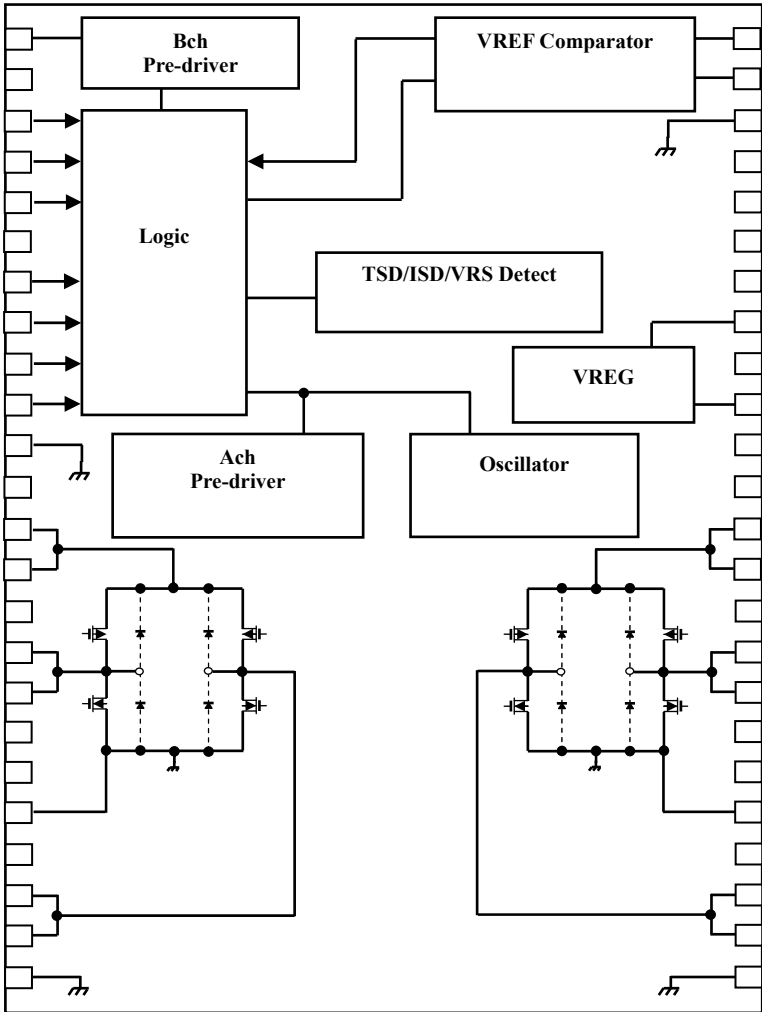 Bch
Pre-driver
VREF Comparator
Logic
TSD/ISD/VRS Detect
VREG
Ach
Pre-driver
Oscillator